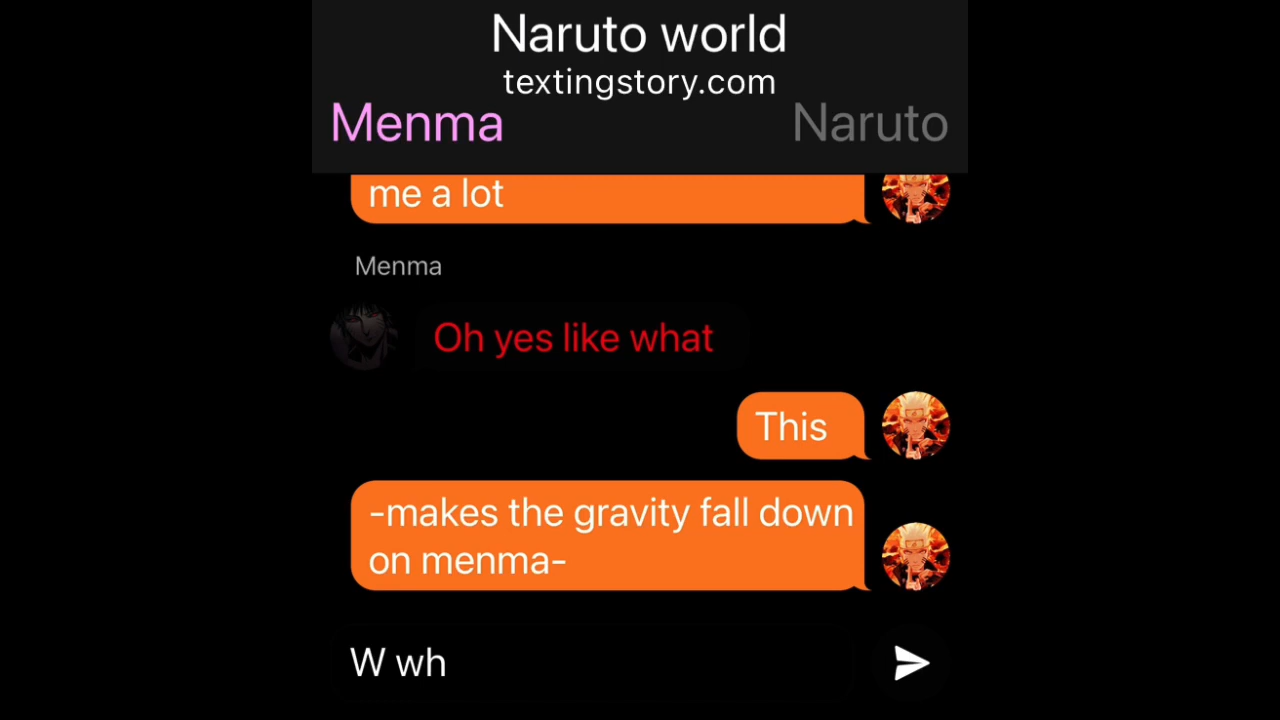 Naruto world
textingstory.com
Menma
Naruto
me a lot
Menma
Oh yes like what
This
-makes the gravity fall down
on menma-
W wh